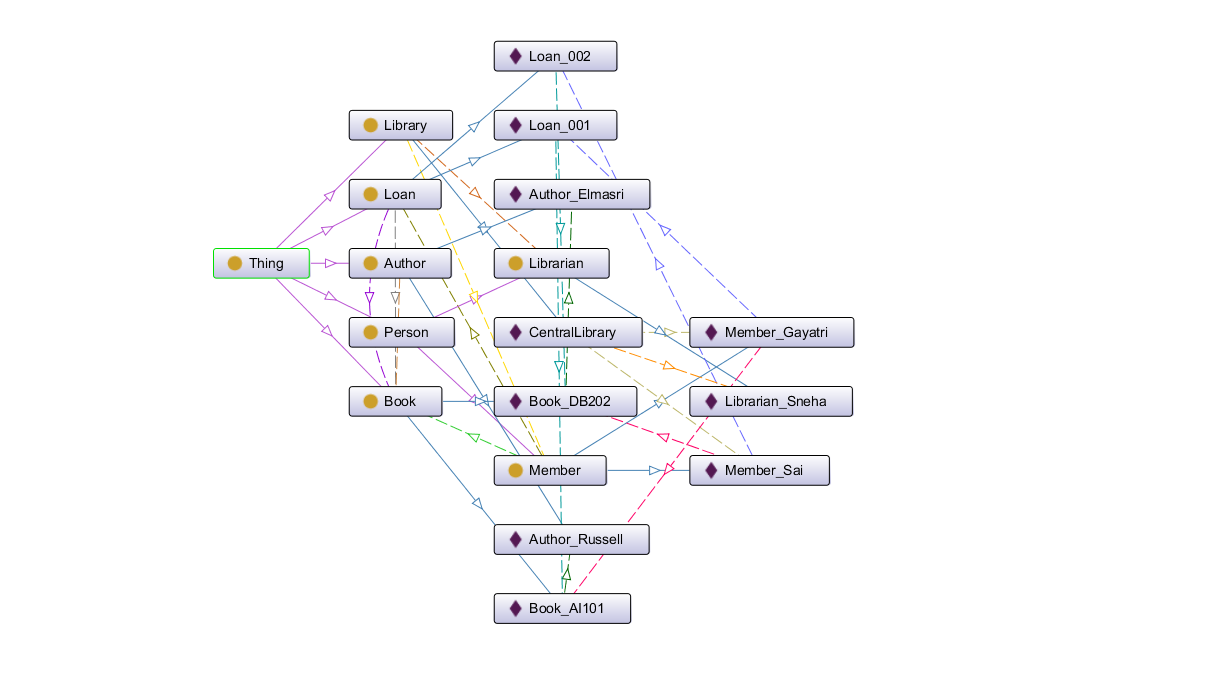 Loan_002
Library
Loan_001
Loan
Author_Elmasri
Thing
Author
Librarian
Person
CentralLibrary
Member_Gayatri
Book
Book_DB202
Librarian_Sneha
Member
Member_Sai
Author_Russell
Book_AI101